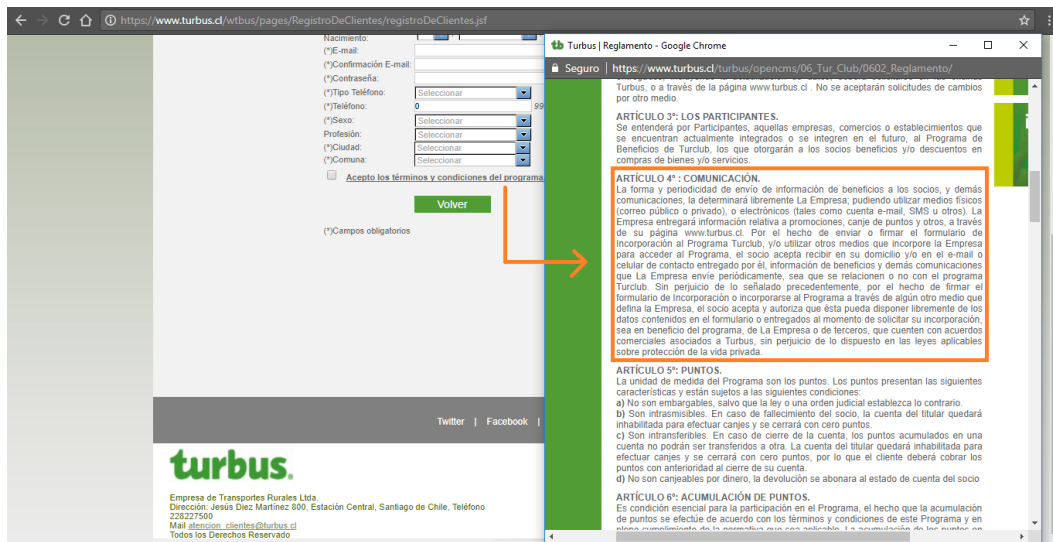 https://www.turbus.cl/wtbus/pages/RegistroDeClientes/registroDeClientes.jsf
Nacimiento:
(*)E-mail:
(*)Confirmación E-mail:
(*)Contraseña:
(*)Tipo Teléfono: Seleccionar
(*)Teléfono: 0 99
(*)Sexo: Seleccionar
Profesión: Seleccionar
(*)Ciudad: Seleccionar
(*)Comuna: Seleccionar
Acepto los términos y condiciones del programa.
Volver
(*)Campos obligatorios
Twitter | Facebook |
turbus.
Empresa de Transportes Rurales Ltda.
Dirección: Jesús Diez Martínez 800, Estación Central, Santiago de Chile, Teléfono
228227500
Mail atencion_clientes@turbus.cl
Todos los Derechos Reservado
tb Turbus | Reglamento - Google Chrome
Seguro | https://www.turbus.cl/turbus/opencms/06_Tur_Club/0602_Reglamento/
Turbus, o a través de la página www.turbus.cl . No se aceptarán solicitudes de cambios
por otro medio.
ARTÍCULO 3º: LOS PARTICIPANTES.
Se entenderá por Participantes, aquellas empresas, comercios o establecimientos que
se encuentran actualmente integrados o se integren en el futuro, al Programa de
Beneficios de Turclub, los que otorgarán a los socios beneficios y/o descuentos en
compras de bienes y/o servicios.
ARTÍCULO 4º : COMUNICACIÓN.
La forma y periodicidad de envío de información de beneficios a los socios, y demás
comunicaciones, la determinará libremente La Empresa; pudiendo utilizar medios físicos
(correo público o privado), o electrónicos (tales como cuenta e-mail, SMS u otros). La
Empresa entregará información relativa a promociones, canje de puntos y otros, a través
de su página www.turbus.cl. Por el hecho de enviar o firmar el formulario de
Incorporación al Programa Turclub, y/o utilizar otros medios que incorpore la Empresa
para acceder al Programa, el socio acepta recibir en su domicilio y/o en el e-mail o
celular de contacto entregado por él, información de beneficios y demás comunicaciones
que La Empresa envíe periódicamente, sea que se relacionen o no con el programa
Turclub. Sin perjuicio de lo señalado precedentemente, por el hecho de firmar el
formulario de Incorporación o incorporarse al Programa a través de algún otro medio que
defina la Empresa, el socio acepta y autoriza que ésta pueda disponer libremente de los
datos contenidos en el formulario o entregados al momento de solicitar su incorporación,
sea en beneficio del programa, de La Empresa o de terceros, que cuenten con acuerdos
comerciales asociados a Turbus, sin perjuicio de lo dispuesto en las leyes aplicables
sobre protección de la vida privada.
ARTÍCULO 5º: PUNTOS.
La unidad de medida del Programa son los puntos. Los puntos presentan las siguientes
características y están sujetos a las siguientes condiciones:
a) No son embargables, salvo que la ley o una orden judicial establezca lo contrario.
b) Son intrasmisibles. En caso de fallecimiento del socio, la cuenta del titular quedará
inhabilitada para efectuar canjes y se cerrará con cero puntos.
c) Son intransferibles. En caso de cierre de la cuenta, los puntos acumulados en una
cuenta no podrán ser transferidos a otra. La cuenta del titular quedará inhabilitada para
efectuar canjes y se cerrará con cero puntos, por lo que el cliente deberá cobrar los
puntos con anterioridad al cierre de su cuenta.
d) No son canjeables por dinero, la devolución se abonara al estado de cuenta del socio
ARTÍCULO 6º: ACUMULACIÓN DE PUNTOS.
Es condición esencial para la participación en el Programa, el hecho que la acumulación
de puntos se efectúe de acuerdo con los términos y condiciones de este Programa y en